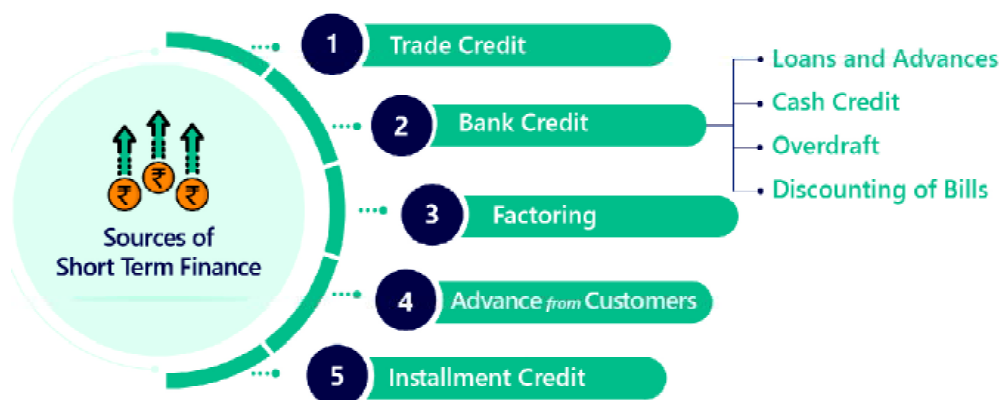 1
Trade Credit
2
Bank Credit
Loans and Advances
Cash Credit
Overdraft
Discounting of Bills
3
Factoring
₹ ₹ ₹
Sources of
Short Term Finance
4
Advance from Customers
5
Installment Credit